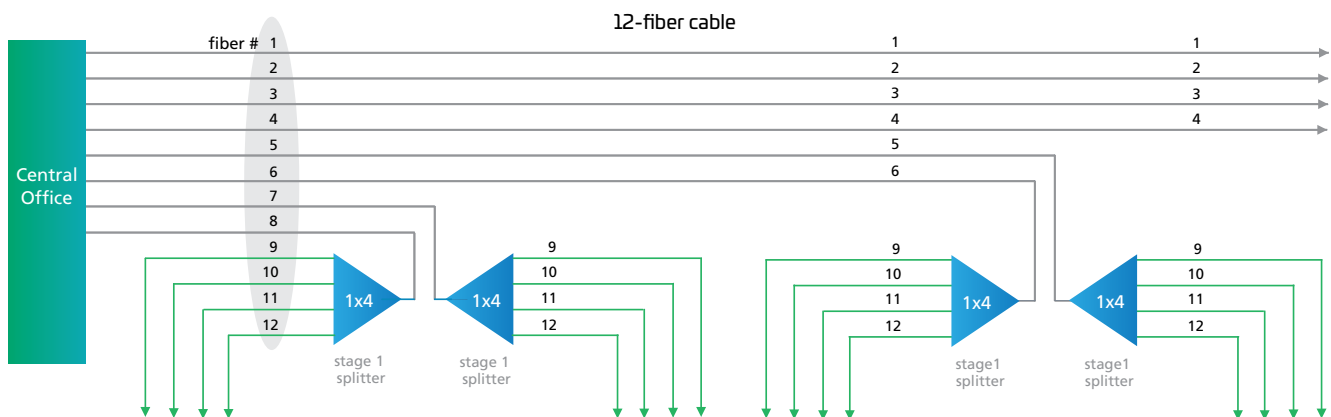 12-fiber cable
fiber # 1 1 1
2 2 2
3 3 3
4 4 4
5 5
6 6
7
8
Central
Office
9 9 9 9
10 10 10 10
11 11 11 11
12 12 12 12
1x4 1x4 1x4 1x4
stage 1
splitter
stage 1
splitter
stage1
splitter
stage1
splitter